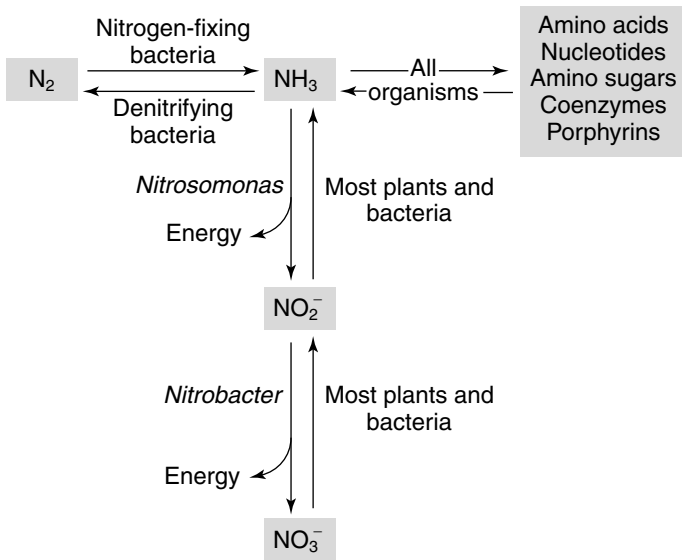 Nitrogen-fixing
bacteria
N₂
NH₃
Denitrifying
bacteria
All
organisms
Amino acids
Nucleotides
Amino sugars
Coenzymes
Porphyrins
Nitrosomonas
Energy
Most plants and
bacteria
NO₂⁻
Nitrobacter
Energy
Most plants and
bacteria
NO₃⁻